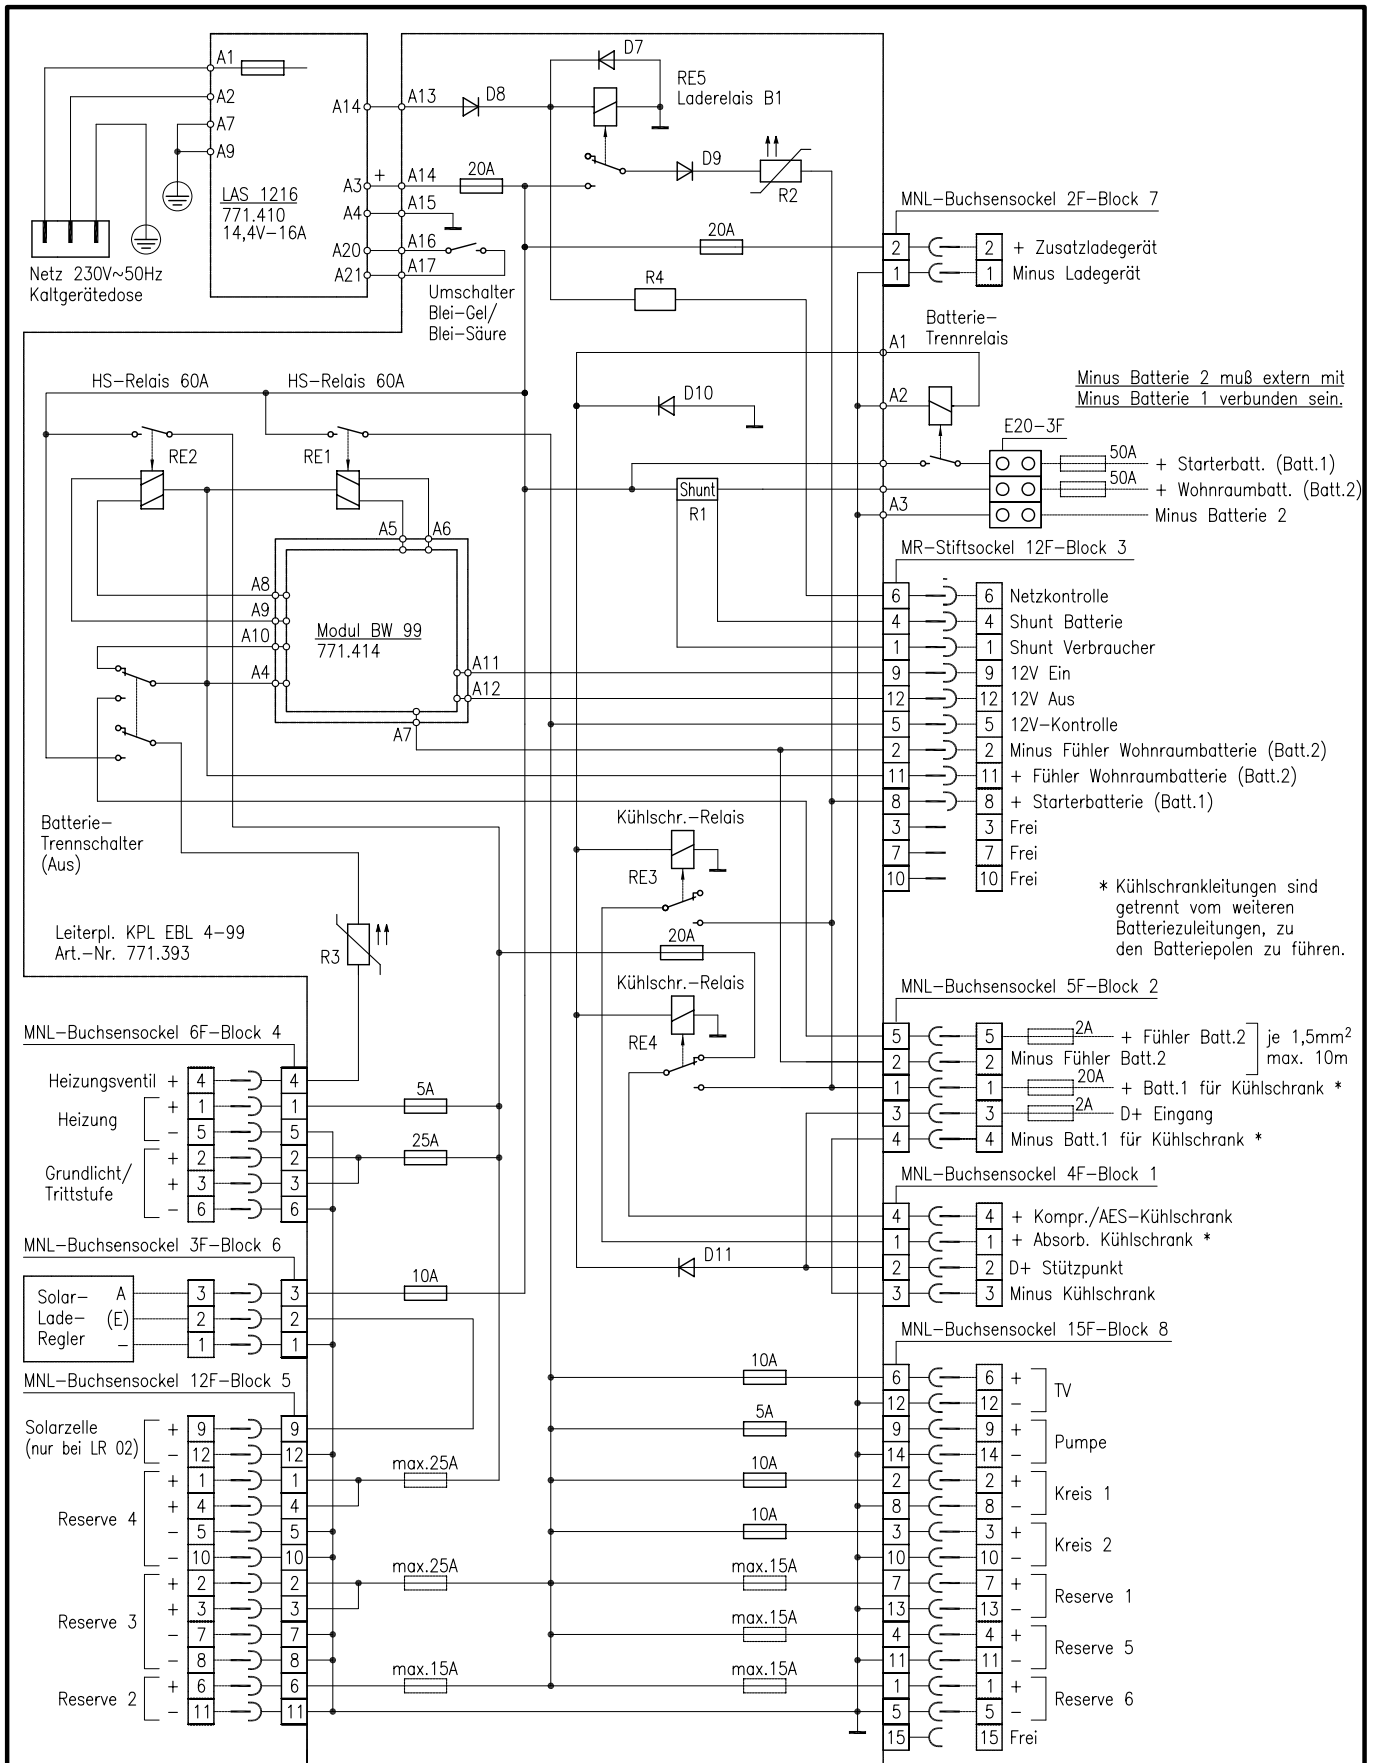 A1
A2
A7
A9
A14
A3
+
A4
A20
A21
LAS 1216
771.410
14,4V-16A
Netz 230V~50Hz
Kaltgerätedose
A13
D8
D7
RE5
Laderelais B1
A14
20A
D9
R2
A15
A16
A17
Umschalter
Blei-Gel/
Blei-Säure
20A
R4
MNL-Buchsensockel 2F-Block 7
2 2 + Zusatzladegerät
1 1 Minus Ladegerät
Batterie-
Trennrelais
A1
A2
A3
Minus Batterie 2 muß extern mit
Minus Batterie 1 verbunden sein.
E20-3F
50A + Starterbatt. (Batt.1)
50A + Wohnraumbatt. (Batt.2)
Minus Batterie 2
HS-Relais 60A
HS-Relais 60A
D10
RE2
RE1
Shunt
R1
A5
A6
A8
A9
A10
A4
Modul BW 99
771.414
A11
A12
A7
MR-Stiftsockel 12F-Block 3
6 6 Netzkontrolle
4 4 Shunt Batterie
1 1 Shunt Verbraucher
9 9 12V Ein
12 12 12V Aus
5 5 12V-Kontrolle
2 2 Minus Fühler Wohnraumbatterie (Batt.2)
11 11 + Fühler Wohnraumbatterie (Batt.2)
8 8 + Starterbatterie (Batt.1)
3 3 Frei
7 7 Frei
10 10 Frei
* Kühlschrankleitungen sind
getrennt vom weiteren
Batteriezuleitungen, zu
den Batteriepolen zu führen.
Batterie-
Trennschalter
(Aus)
Kühlschr.-Relais
RE3
20A
Kühlschr.-Relais
RE4
Leiterpl. KPL EBL 4-99
Art.-Nr. 771.393
R3
MNL-Buchsensockel 5F-Block 2
5 5 2A + Fühler Batt.2
2 2 Minus Fühler Batt.2
je 1,5mm²
max. 10m
1 1 20A + Batt.1 für Kühlschrank *
3 3 2A D+ Eingang
4 4 Minus Batt.1 für Kühlschrank *
MNL-Buchsensockel 4F-Block 1
4 4 + Kompr./AES-Kühlschrank
1 1 + Absorb. Kühlschrank *
D11
2 2 D+ Stützpunkt
3 3 Minus Kühlschrank
MNL-Buchsensockel 6F-Block 4
Heizungsventil + 4 4
Heizung
+ 1 1 5A
- 5 5
Grundlicht/
Trittstufe
+ 2 2 25A
+ 3 3
- 6 6
MNL-Buchsensockel 3F-Block 6
Solar-
Lade-
Regler
A 3 3 10A
(E) 2 2
- 1 1
MNL-Buchsensockel 12F-Block 5
Solarzelle
(nur bei LR 02)
+ 9 9
- 12 12
Reserve 4
+ 1 1 max.25A
+ 4 4
- 5 5
- 10 10
Reserve 3
+ 2 2 max.25A
+ 3 3
- 7 7
- 8 8
Reserve 2
+ 6 6 max.15A
- 11 11
MNL-Buchsensockel 15F-Block 8
10A 6 6 +
12 12 -
TV
5A 9 9 +
14 14 -
Pumpe
10A 2 2 +
8 8 -
Kreis 1
10A 3 3 +
10 10 -
Kreis 2
max.15A 7 7 +
13 13 -
Reserve 1
max.15A 4 4 +
11 11 -
Reserve 5
max.15A 1 1 +
5 5 -
Reserve 6
15 15 Frei